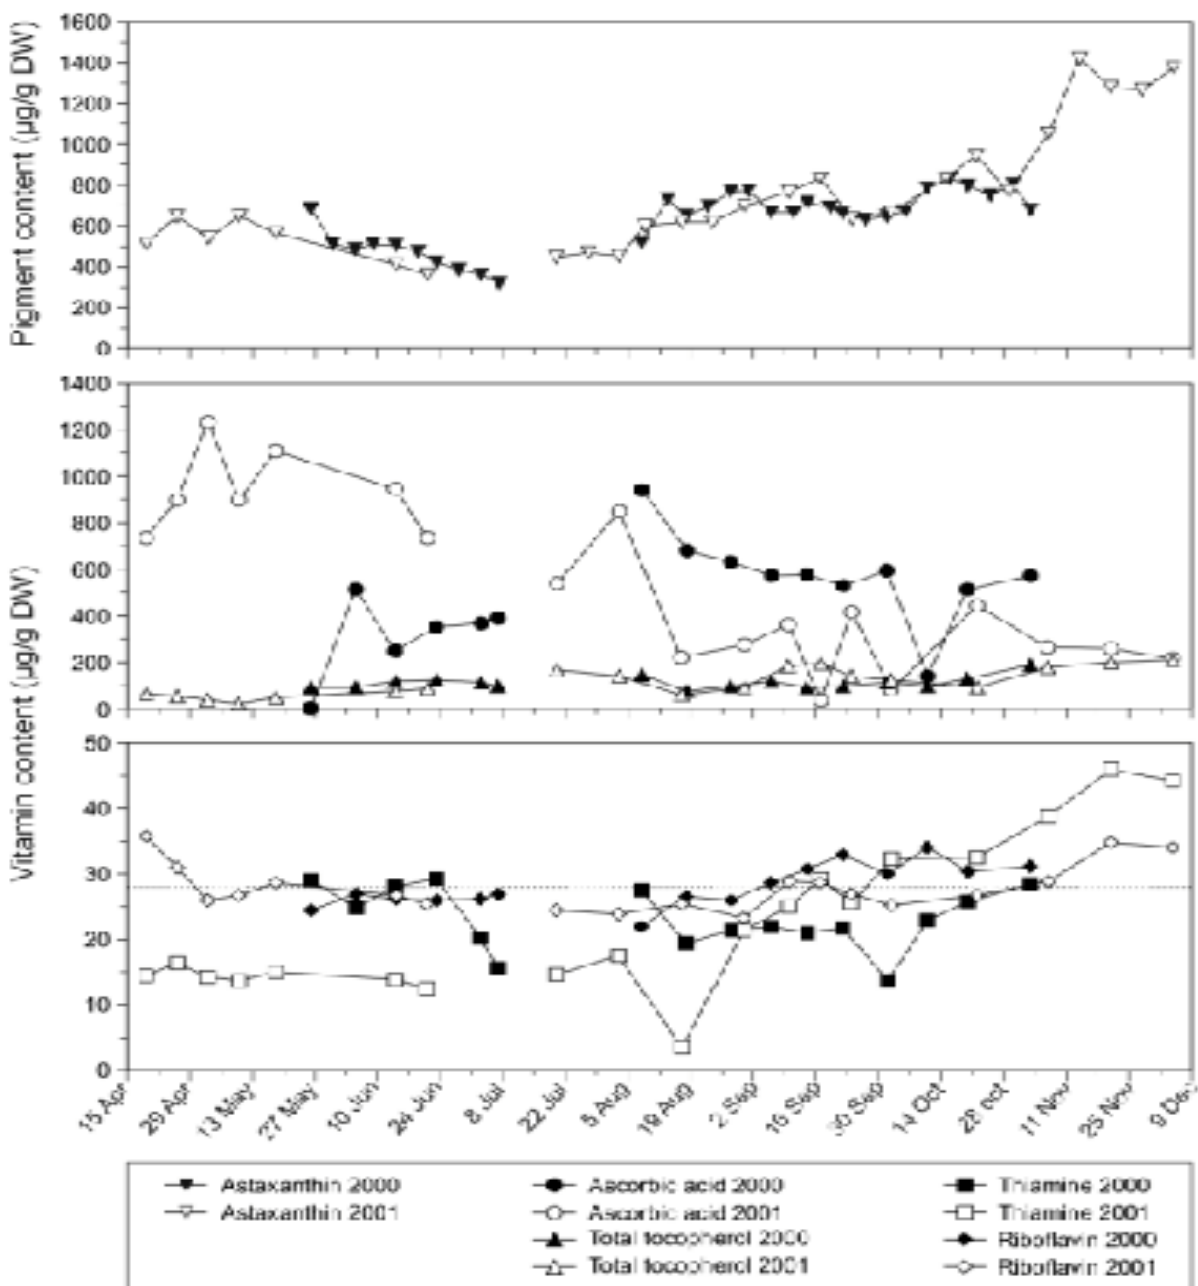 Pigment content (µg/g DW)
1600
1400
1200
1000
800
600
400
200
0
Vitamin content (µg/g DW)
1400
1200
1000
800
600
400
200
0
50
40
30
20
10
0
15 Apr
29 Apr
13 May
27 May
10 Jun
24 Jun
8 Jul
22 Jul
5 Aug
19 Aug
2 Sep
16 Sep
30 Sep
14 Oct
28 oct
11 Nov
25 Nov
9 Dec
Astaxanthin 2000 Ascorbic acid 2000 Thiamine 2000
Astaxanthin 2001 Ascorbic acid 2001 Thiamine 2001
Total tocopherol 2000 Riboflavin 2000
Total tocopherol 2001 Riboflavin 2001